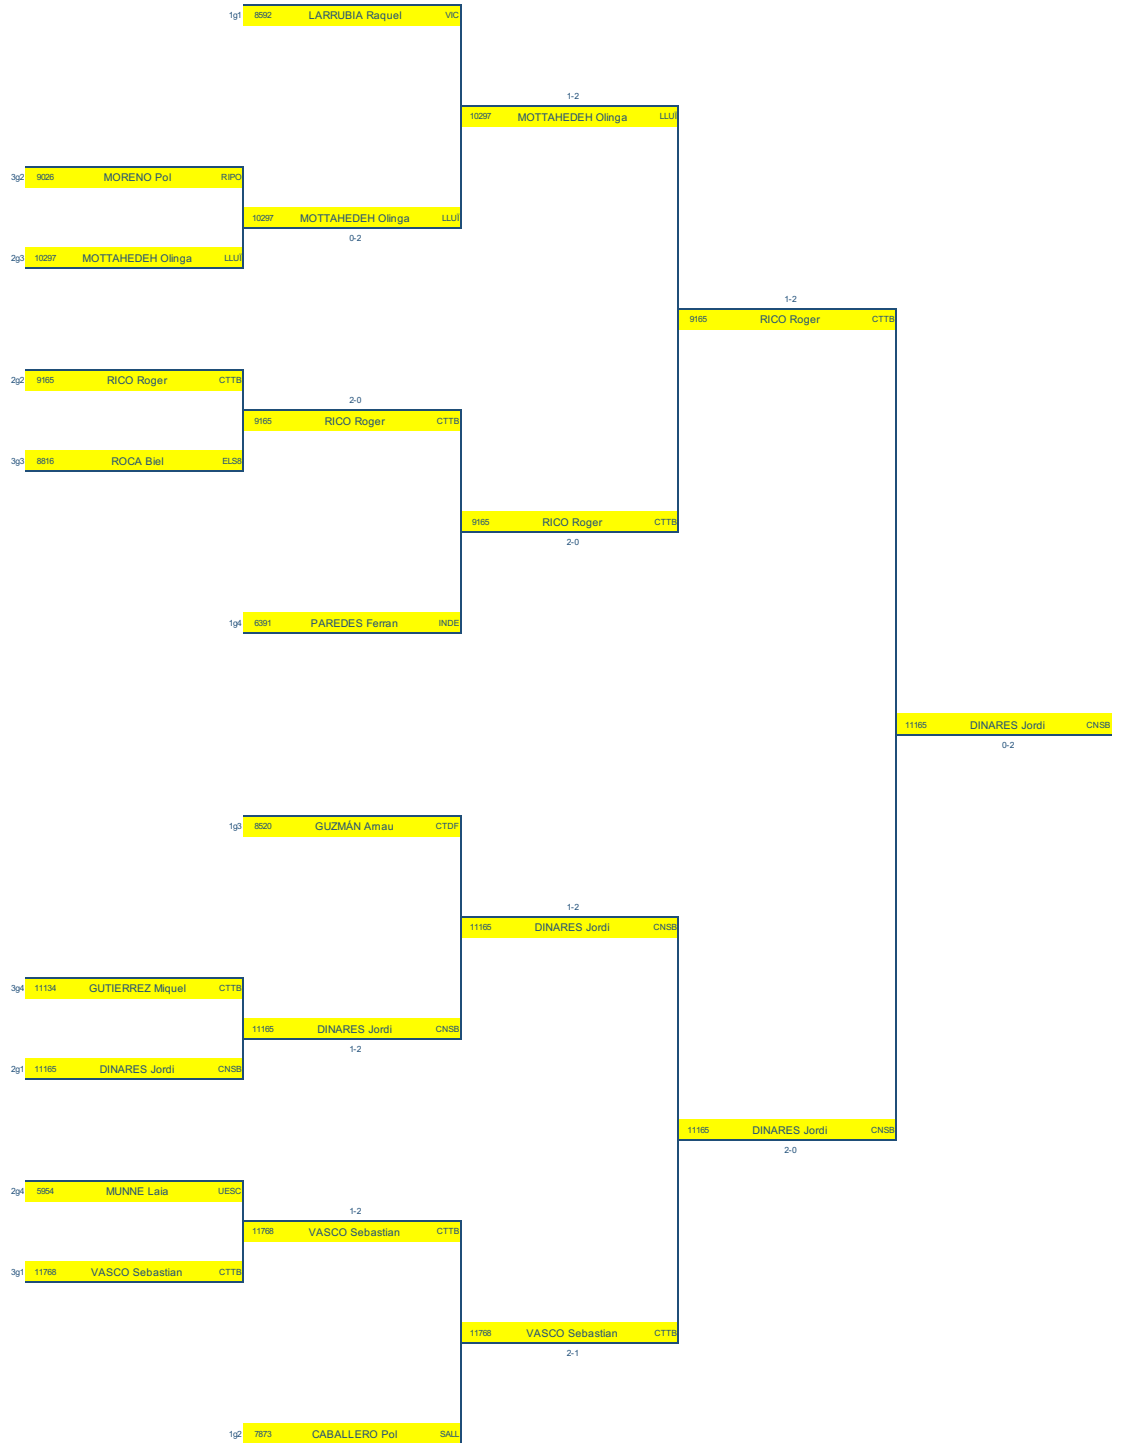 1g1 8592 LARRUBIA Raquel VIC
1-2
10297 MOTTAHEDEH Olinga LLUÏ
3g2 9026 MORENO Pol RIPO
10297 MOTTAHEDEH Olinga LLUÏ
0-2
2g3 10297 MOTTAHEDEH Olinga LLUÏ
1-2
9165 RICO Roger CTTB
2g2 9165 RICO Roger CTTB
2-0
9165 RICO Roger CTTB
3g3 8816 ROCA Biel ELS8
9165 RICO Roger CTTB
2-0
1g4 6391 PAREDES Ferran INDE
11165 DINARES Jordi CNSB
0-2
1g3 8520 GUZMÁN Arnau CTDF
1-2
11165 DINARES Jordi CNSB
3g4 11134 GUTIERREZ Miquel CTTB
11165 DINARES Jordi CNSB
1-2
2g1 11165 DINARES Jordi CNSB
11165 DINARES Jordi CNSB
2-0
2g4 5954 MUNNE Laia UESC
1-2
11768 VASCO Sebastian CTTB
3g1 11768 VASCO Sebastian CTTB
11768 VASCO Sebastian CTTB
2-1
1g2 7873 CABALLERO Pol SALL